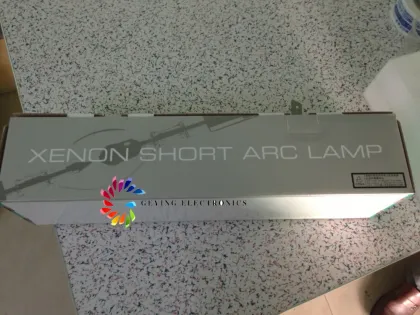 XENON SHORT ARC LAMP
GEYING ELECTRONICS